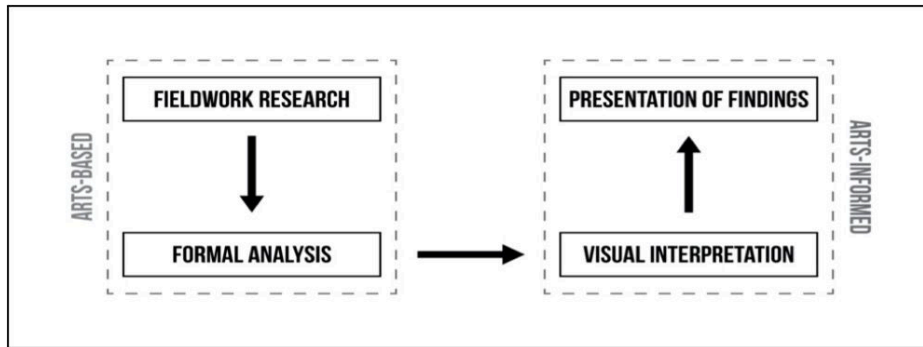 ARTS-BASED
FIELDWORK RESEARCH
FORMAL ANALYSIS
PRESENTATION OF FINDINGS
VISUAL INTERPRETATION
ARTS-INFORMED